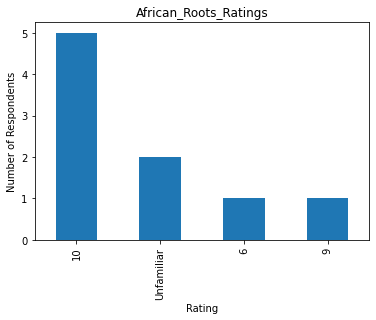 African_Roots_Ratings
Number of Respondents
5
4
3
2
1
0
10
Unfamiliar
6
9
Rating